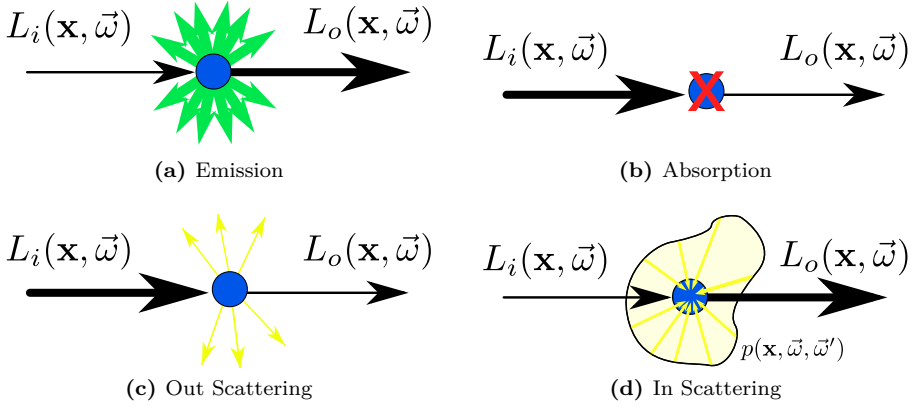 L_i(x, ω⃗) L_o(x, ω⃗)
(a) Emission
L_i(x, ω⃗) L_o(x, ω⃗)
(b) Absorption
L_i(x, ω⃗) L_o(x, ω⃗)
(c) Out Scattering
L_i(x, ω⃗) L_o(x, ω⃗)
p(x, ω⃗, ω⃗′)
(d) In Scattering